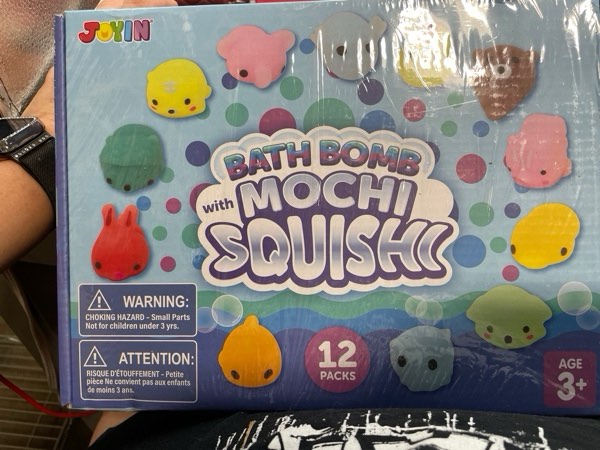 JOYIN
BATH BOMB
with MOCHI
SQUISHI
WARNING:
CHOKING HAZARD - Small Parts
Not for children under 3 yrs.
ATTENTION:
RISQUE D'ÉTOUFFEMENT - Petite
pièce Ne convient pas aux enfants
de moins 3 ans.
12
PACKS
AGE
3+